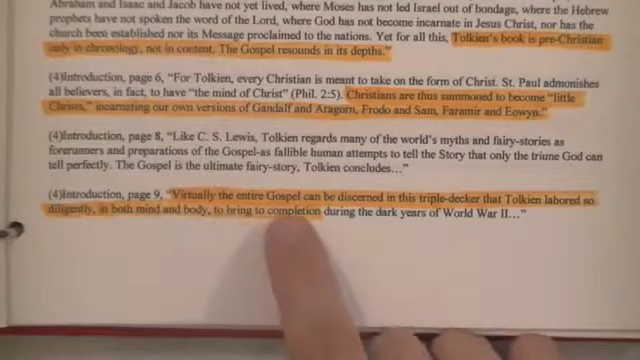 Abraham and Isaac and Jacob have not yet lived, where Moses has not led Israel out of bondage, where the Hebrew
prophets have not spoken the word of the Lord, where God has not become incarnate in Jesus Christ, nor has the
church been established nor its Message proclaimed to the nations. Yet for all this, Tolkien's book is pre-Christian
only in chronology, not in content. The Gospel resounds in its depths."
(4)Introduction, page 6, "For Tolkien, every Christian is meant to take on the form of Christ. St. Paul admonishes
all believers, in fact, to have "the mind of Christ" (Phil. 2:5). Christians are thus summoned to become "little
Christs," incarnating our own versions of Gandalf and Aragorn, Frodo and Sam, Faramir and Eowyn."
(4)Introduction, page 8, "Like C. S. Lewis, Tolkien regards many of the world's myths and fairy-stories as
forerunners and preparations of the Gospel-as fallible human attempts to tell the Story that only the triune God can
tell perfectly. The Gospel is the ultimate fairy-story, Tolkien concludes..."
(4)Introduction, page 9, "Virtually the entire Gospel can be discerned in this triple-decker that Tolkien labored so
diligently, in both mind and body, to bring to completion during the dark years of World War II..."